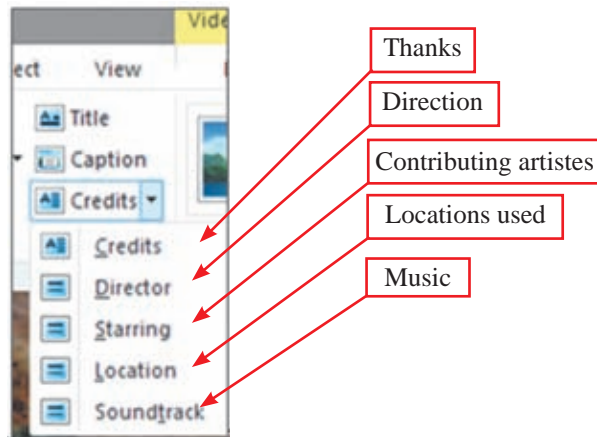 Vide
ect View
Title
Caption
Credits
Credits
Director
Starring
Location
Soundtrack
Thanks
Direction
Contributing artistes
Locations used
Music